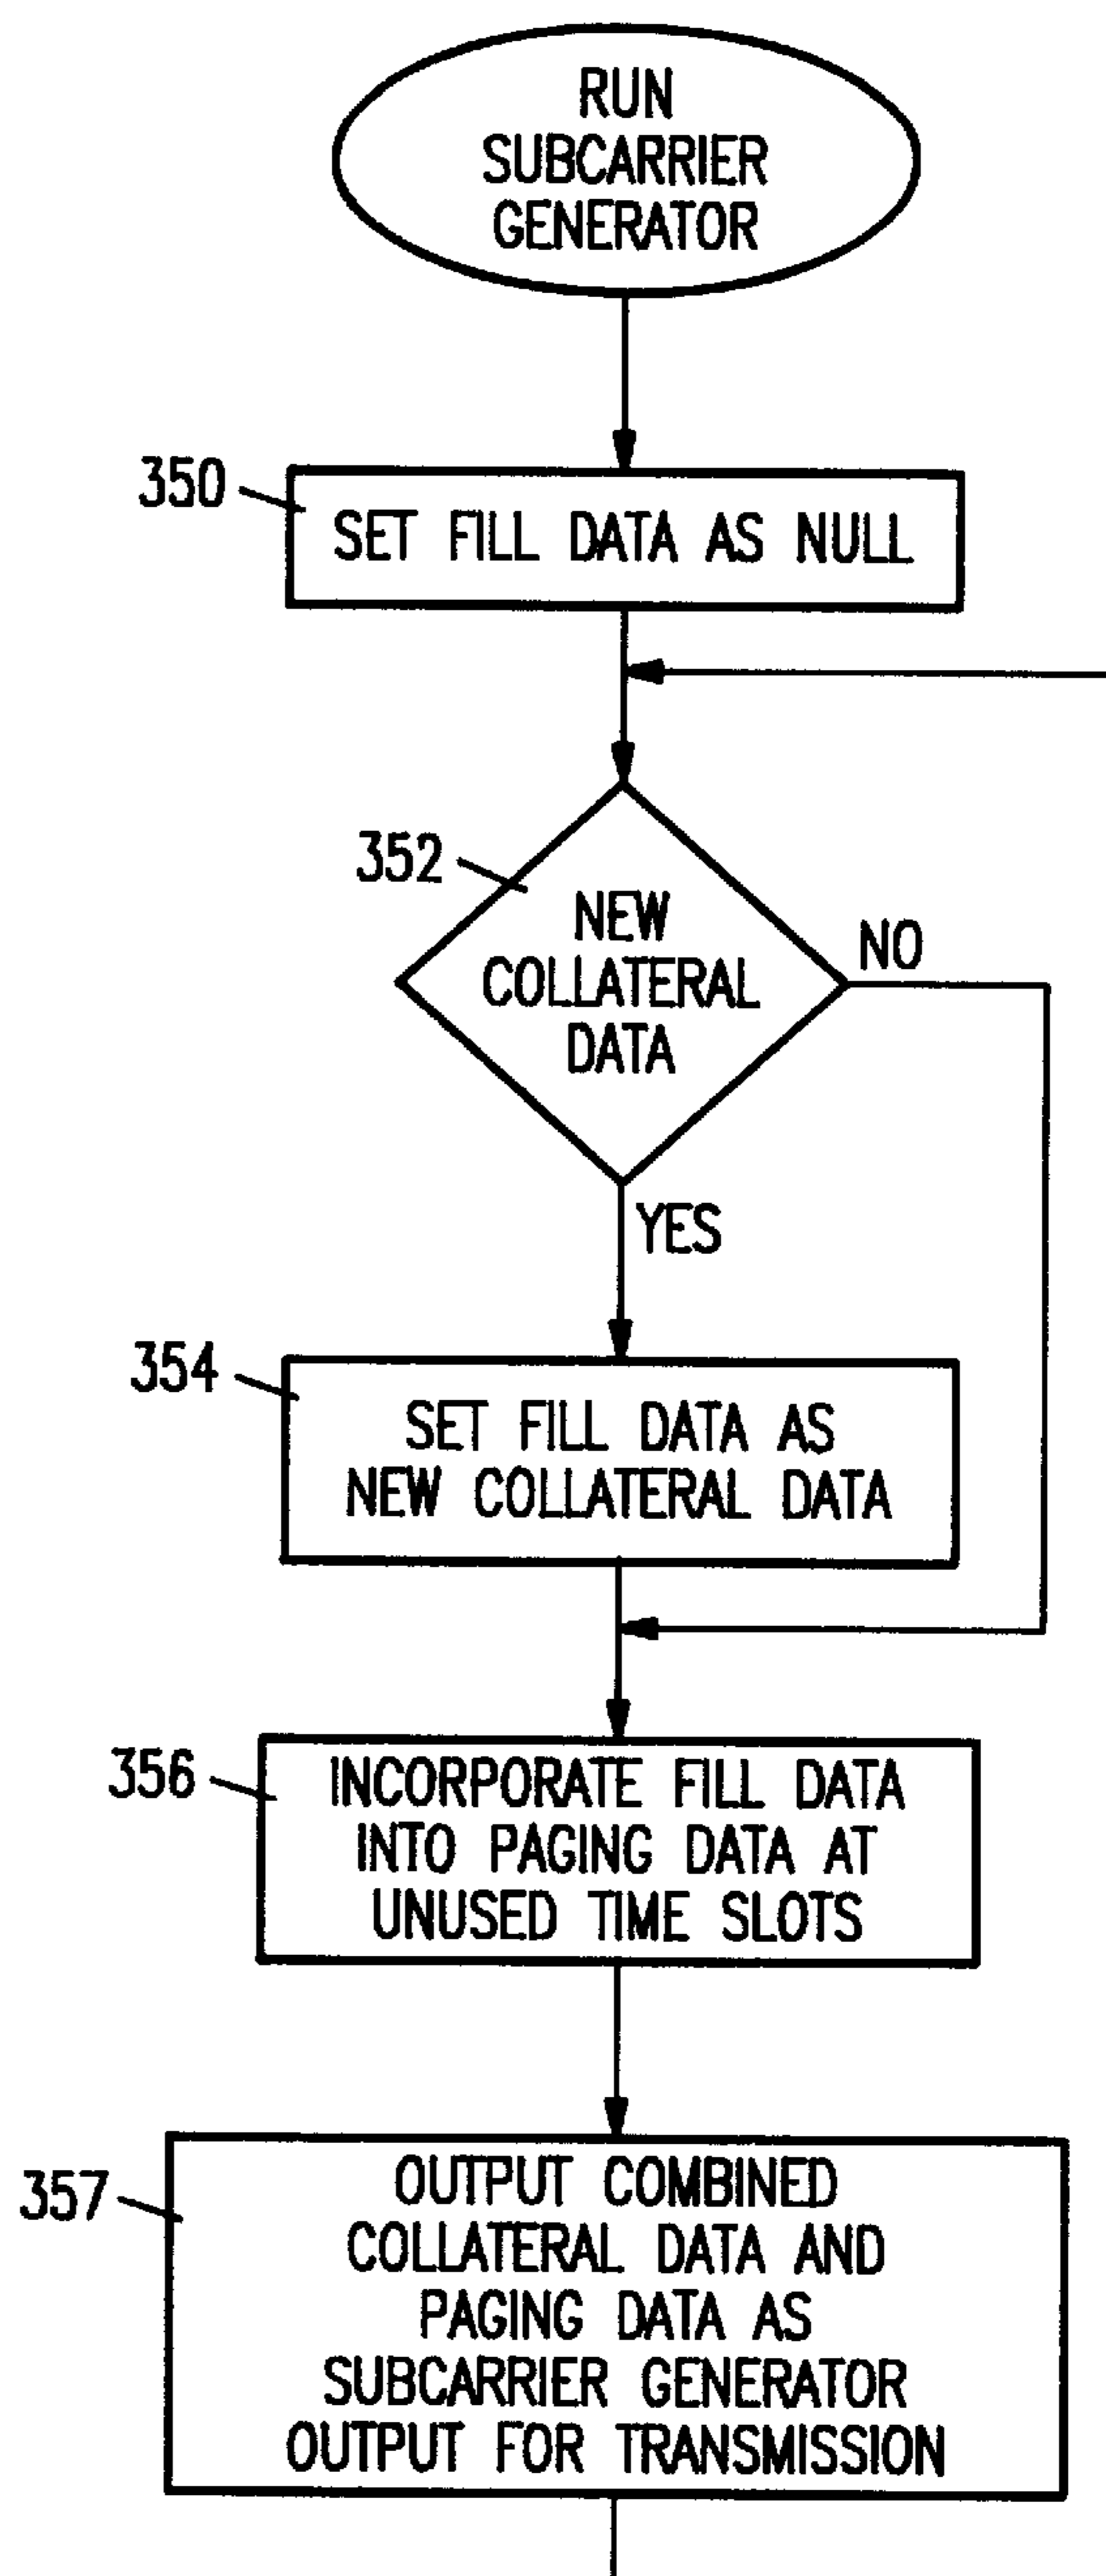 RUN
SUBCARRIER
GENERATOR
350
SET FILL DATA AS NULL
352
NEW
COLLATERAL
DATA
NO
YES
354
SET FILL DATA AS
NEW COLLATERAL DATA
356
INCORPORATE FILL DATA
INTO PAGING DATA AT
UNUSED TIME SLOTS
357
OUTPUT COMBINED
COLLATERAL DATA AND
PAGING DATA AS
SUBCARRIER GENERATOR
OUTPUT FOR TRANSMISSION